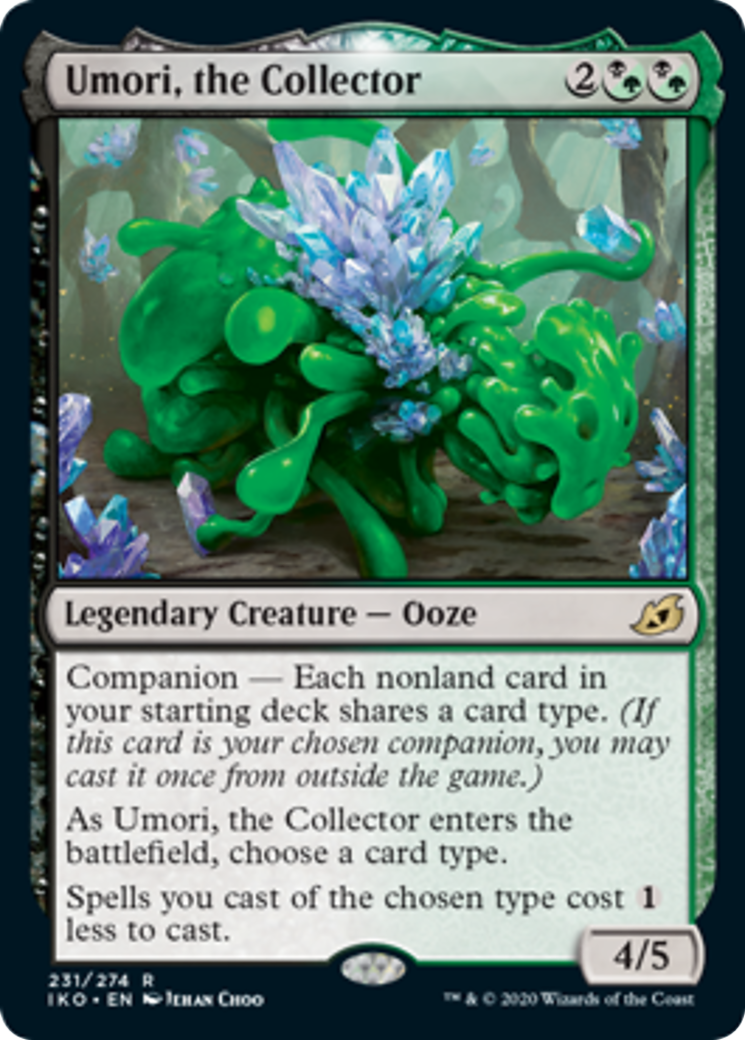 Umori, the Collector 2
Legendary Creature — Ooze
Companion — Each nonland card in
your starting deck shares a card type. (If
this card is your chosen companion, you may
cast it once from outside the game.)
As Umori, the Collector enters the
battlefield, choose a card type.
Spells you cast of the chosen type cost 1
less to cast.
4/5
231/274 R
IKO • EN Jehan Choo
™ & © 2020 Wizards of the Coast